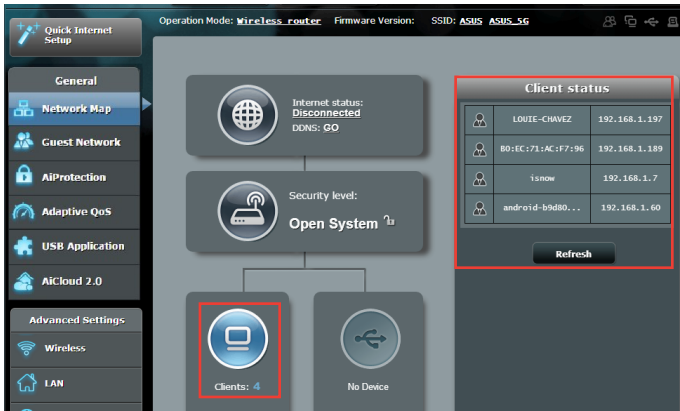 Quick Internet
Setup
Operation Mode: Wireless router Firmware Version: SSID: ASUS ASUS_5G
General
Network Map
Guest Network
AiProtection
Adaptive QoS
USB Application
AiCloud 2.0
Advanced Settings
Wireless
LAN
Internet status:
Disconnected
DDNS: GO
Security level:
Open System
Clients: 4
No Device
Client status
LOUIE-CHAVEZ 192.168.1.197
B0:EC:71:AC:F7:96 192.168.1.189
isnow 192.168.1.7
android-b9d80... 192.168.1.60
Refresh